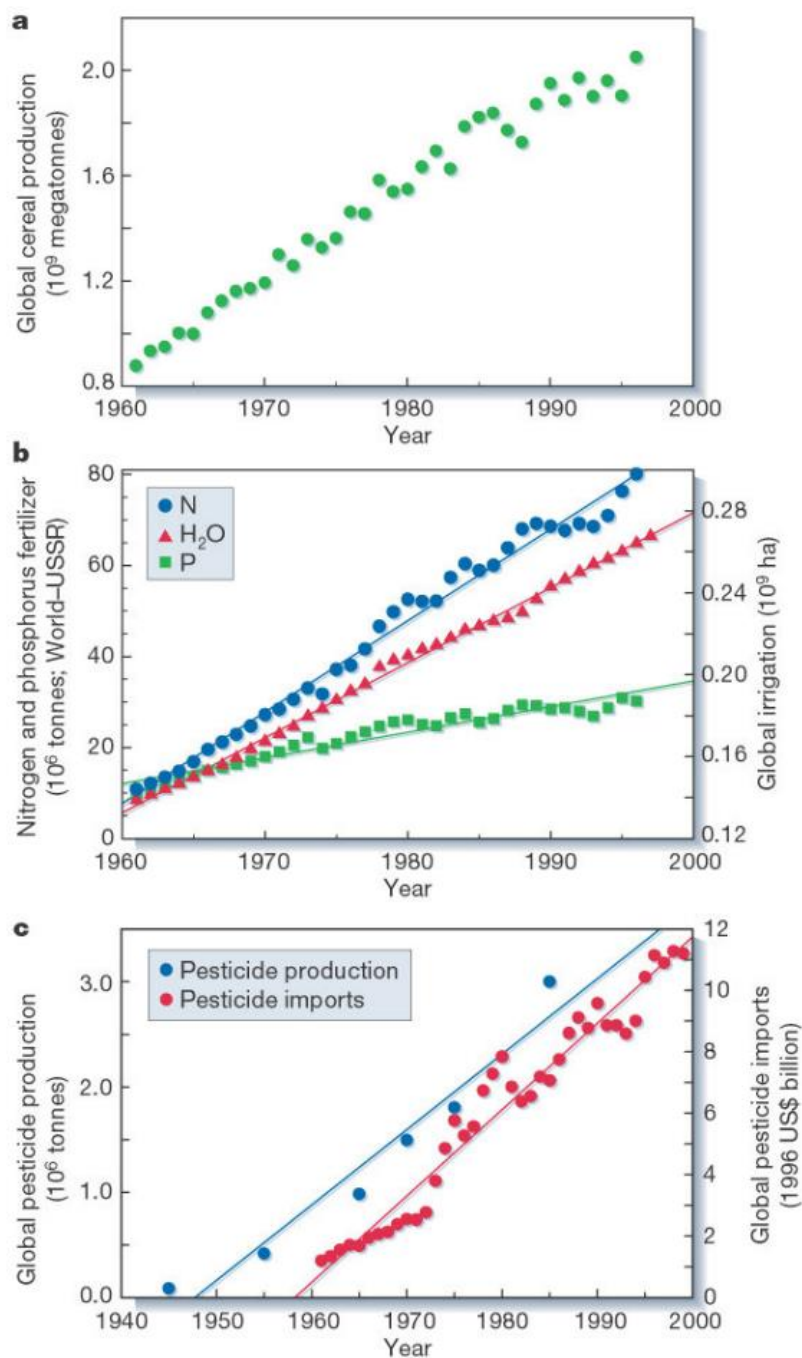 a
Global cereal production
(10⁹ megatonnes)
2.0
1.6
1.2
0.8
1960 1970 1980 1990 2000
Year
b
Nitrogen and phosphorus fertilizer
(10⁶ tonnes; World–USSR)
80
60
40
20
0
N
H₂O
P
0.28
0.24
0.20
0.16
0.12
Global irrigation (10⁹ ha)
1960 1970 1980 1990 2000
Year
c
Global pesticide production
(10⁶ tonnes)
3.0
2.0
1.0
0.0
Pesticide production
Pesticide imports
12
10
8
6
4
2
0
Global pesticide imports
(1996 US$ billion)
1940 1950 1960 1970 1980 1990 2000
Year